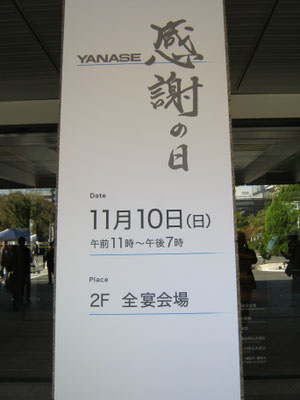 YANASE 感謝の日
Date
11月10日(日)
午前11時〜午後7時
Place
2F 全宴会場